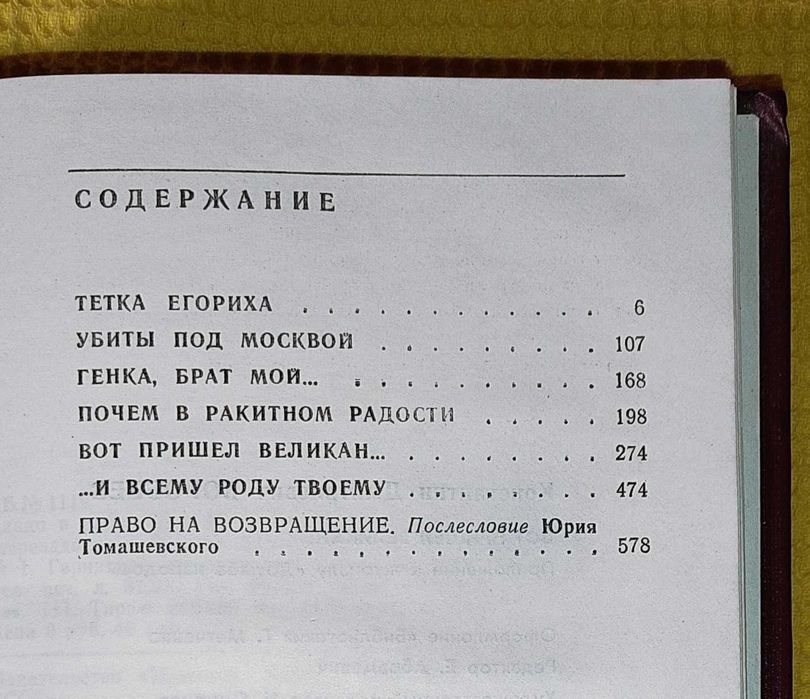 СОДЕРЖАНИЕ
ТЕТКА ЕГОРИХА . . . . . . . . . . . . 6
УБИТЫ ПОД МОСКВОЙ . . . . . . . . . 107
ГЕНКА, БРАТ МОЙ... . . . . . . . . . . 168
ПОЧЕМ В РАКИТНОМ РАДОСТИ . . . . . 198
ВОТ ПРИШЕЛ ВЕЛИКАН... . . . . . . . . 274
...И ВСЕМУ РОДУ ТВОЕМУ . . . . . . . . 474
ПРАВО НА ВОЗВРАЩЕНИЕ. Послесловие Юрия
Томашевского . . . . . . . . . . . . . . 578